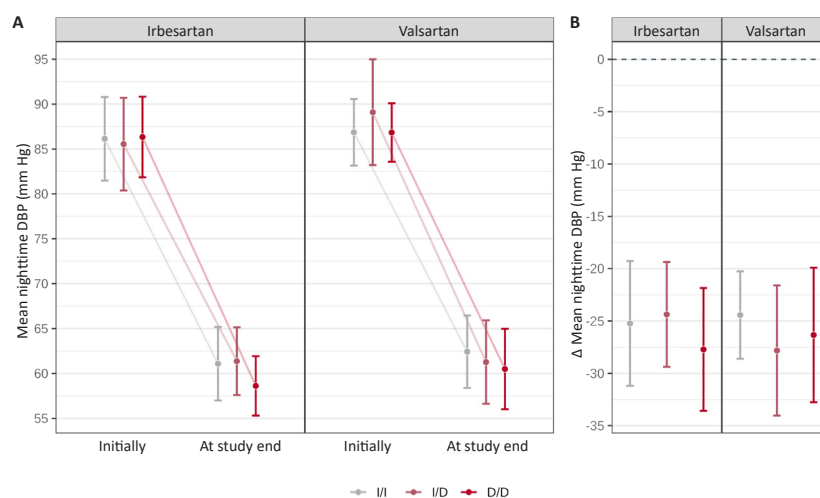 A
B
Irbesartan
Valsartan
Irbesartan
Valsartan
Mean nighttime DBP (mm Hg)
95
90
85
80
75
70
65
60
55
Initially
At study end
Initially
At study end
Δ Mean nighttime DBP (mm Hg)
0
-5
-10
-15
-20
-25
-30
-35
I/I
I/D
D/D